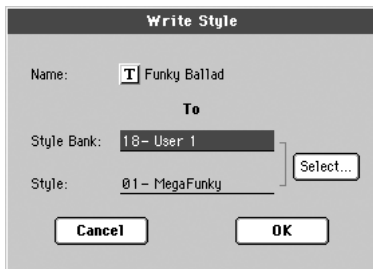 Write Style
Name: T Funky Ballad
To
Style Bank: 18- User 1
Select...
Style: 01- MegaFunky
Cancel OK